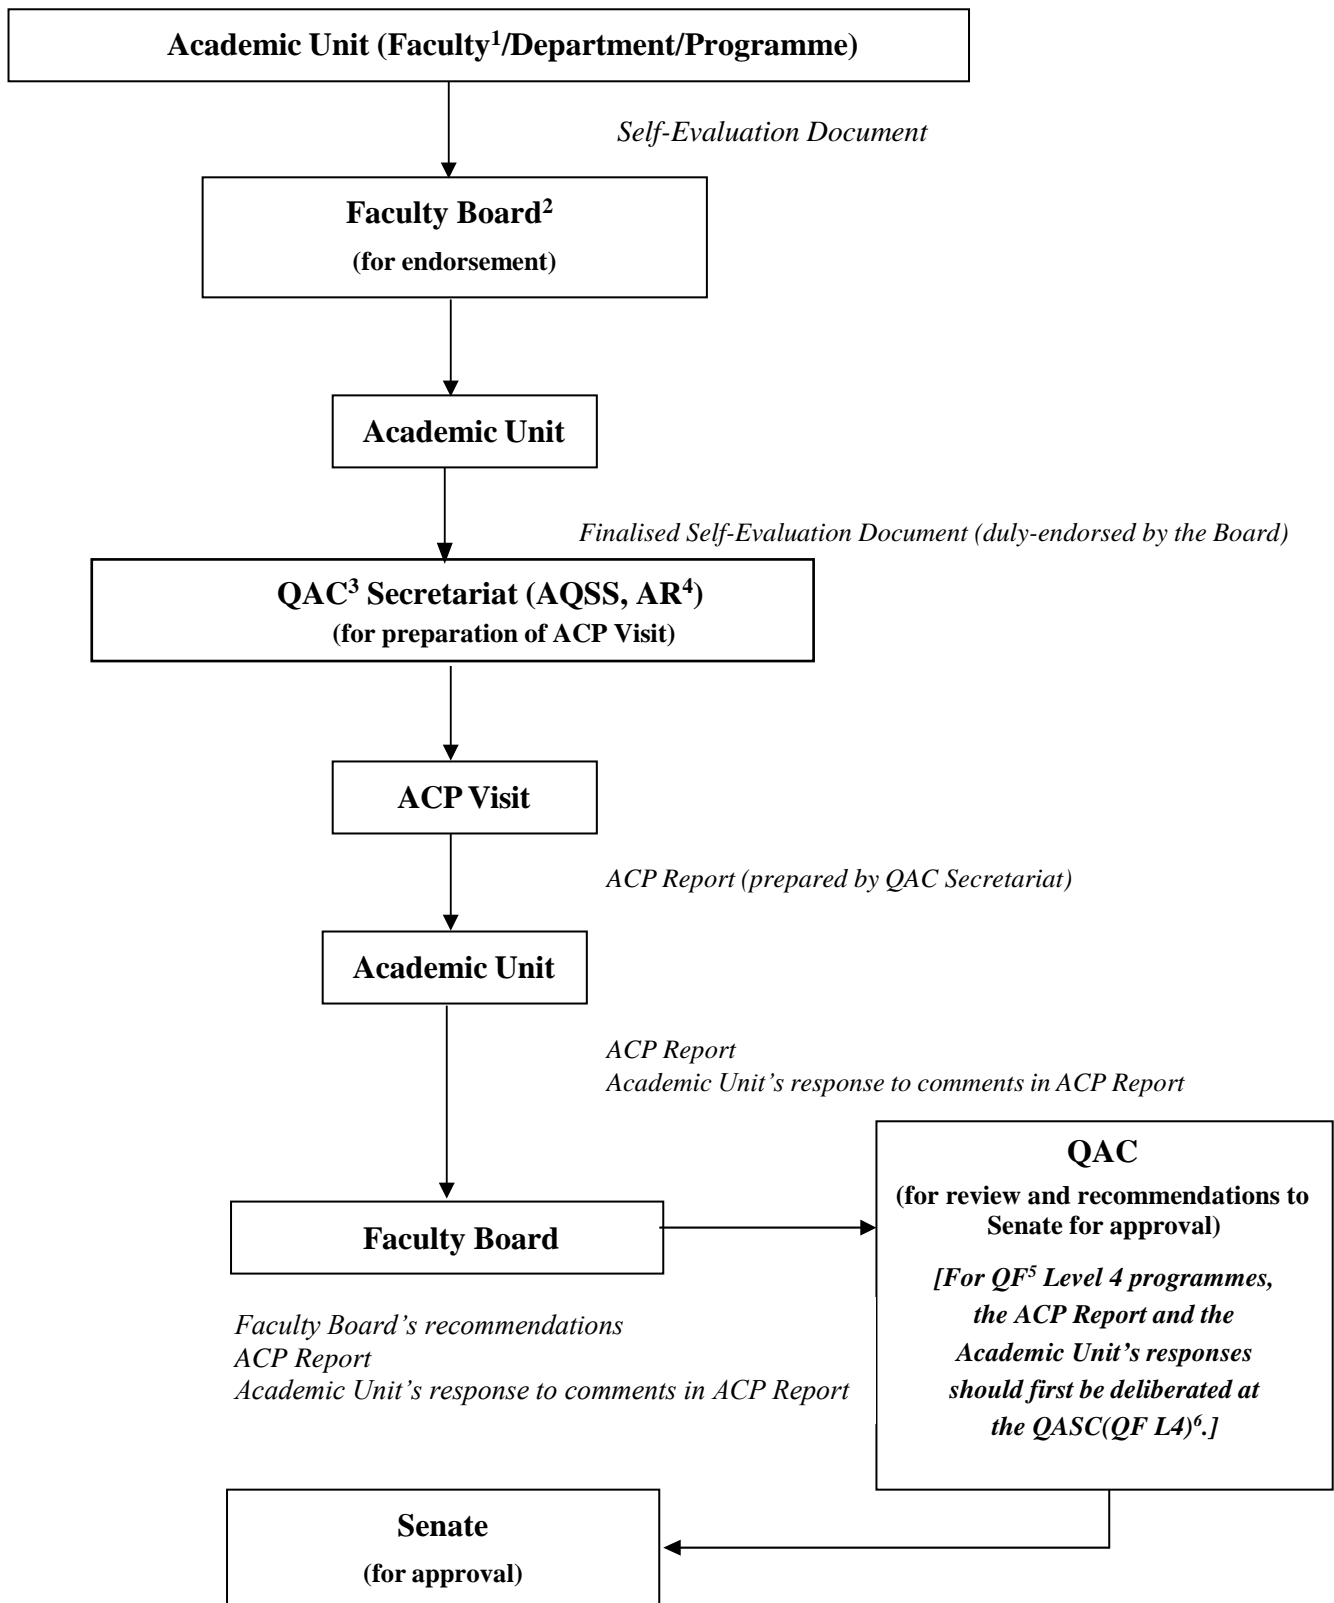 Academic Unit (Faculty1/Department/Programme)
Self-Evaluation Document
Faculty Board2
(for endorsement)
Academic Unit
Finalised Self-Evaluation Document (duly-endorsed by the Board)
QAC3 Secretariat (AQSS, AR4)
(for preparation of ACP Visit)
ACP Visit
ACP Report (prepared by QAC Secretariat)
Academic Unit
ACP Report
Academic Unit’s response to comments in ACP Report
Faculty Board
QAC
(for review and recommendations to
Senate for approval)
[For QF5 Level 4 programmes,
the ACP Report and the
Academic Unit’s responses
should first be deliberated at
the QASC(QF L4)6.]
Faculty Board’s recommendations
ACP Report
Academic Unit’s response to comments in ACP Report
Senate
(for approval)